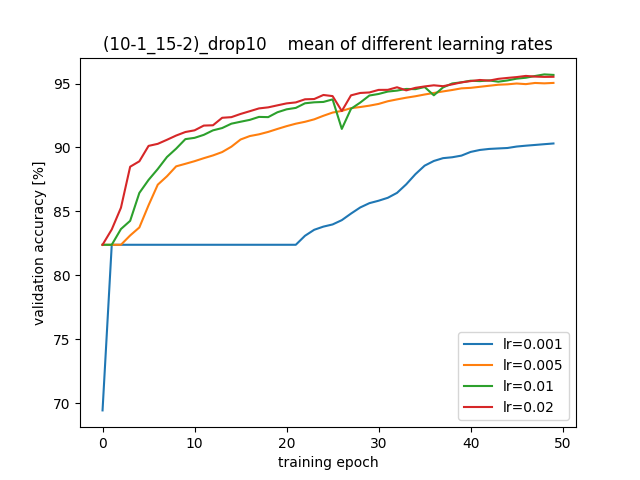 (10-1_15-2)_drop10    mean of different learning rates
validation accuracy [%]
95
90
85
80
75
70
0 10 20 30 40 50
training epoch
lr=0.001
lr=0.005
lr=0.01
lr=0.02